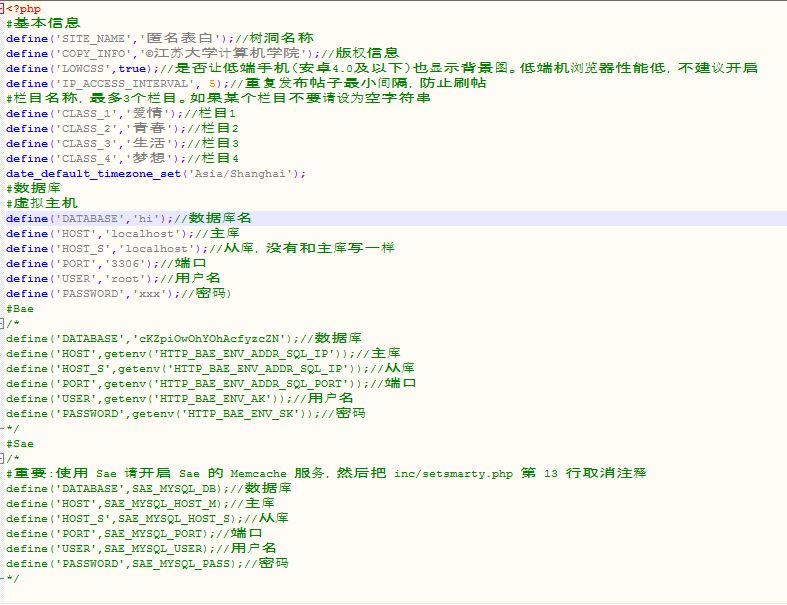 <?php
#基本信息
define('SITE_NAME','匿名表白');//树洞名称
define('COPY_INFO','©江苏大学计算机学院');//版权信息
define('LOWCSS',true);//是否让低端手机(安卓4.0及以下)也显示背景图。低端机浏览器性能低，不建议开启
define('IP_ACCESS_INTERVAL', 5);//重复发布帖子最小间隔，防止刷帖
#栏目名称，最多3个栏目。如果某个栏目不要请设为空字符串
define('CLASS_1','爱情');//栏目1
define('CLASS_2','青春');//栏目2
define('CLASS_3','生活');//栏目3
define('CLASS_4','梦想');//栏目4
date_default_timezone_set('Asia/Shanghai');
#数据库
#虚拟主机
define('DATABASE','hi');//数据库名
define('HOST','localhost');//主库
define('HOST_S','localhost');//从库，没有和主库写一样
define('PORT','3306');//端口
define('USER','root');//用户名
define('PASSWORD','xxx');//密码)
#Bae
/*
define('DATABASE','cKZpiOwOhYOhAcfyzcZN');//数据库
define('HOST',getenv('HTTP_BAE_ENV_ADDR_SQL_IP'));//主库
define('HOST_S',getenv('HTTP_BAE_ENV_ADDR_SQL_IP'));//从库
define('PORT',getenv('HTTP_BAE_ENV_ADDR_SQL_PORT'));//端口
define('USER',getenv('HTTP_BAE_ENV_AK'));//用户名
define('PASSWORD',getenv('HTTP_BAE_ENV_SK'));//密码
*/
#Sae
/*
#重要:使用 Sae 请开启 Sae 的 Memcache 服务，然后把 inc/setsmarty.php 第 13 行取消注释
define('DATABASE',SAE_MYSQL_DB);//数据库
define('HOST',SAE_MYSQL_HOST_M);//主库
define('HOST_S',SAE_MYSQL_HOST_S);//从库
define('PORT',SAE_MYSQL_PORT);//端口
define('USER',SAE_MYSQL_USER);//用户名
define('PASSWORD',SAE_MYSQL_PASS);//密码
*/